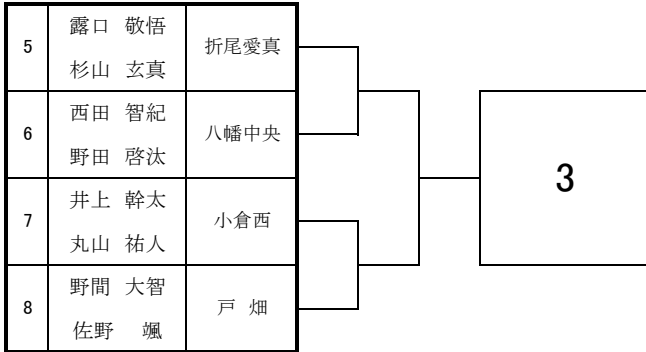 5 露口 敬悟 折尾愛真
杉山 玄真
6 西田 智紀 八幡中央
野田 啓汰
7 井上 幹太 小倉西
丸山 祐人
8 野間 大智 戸 畑
佐野 颯
3